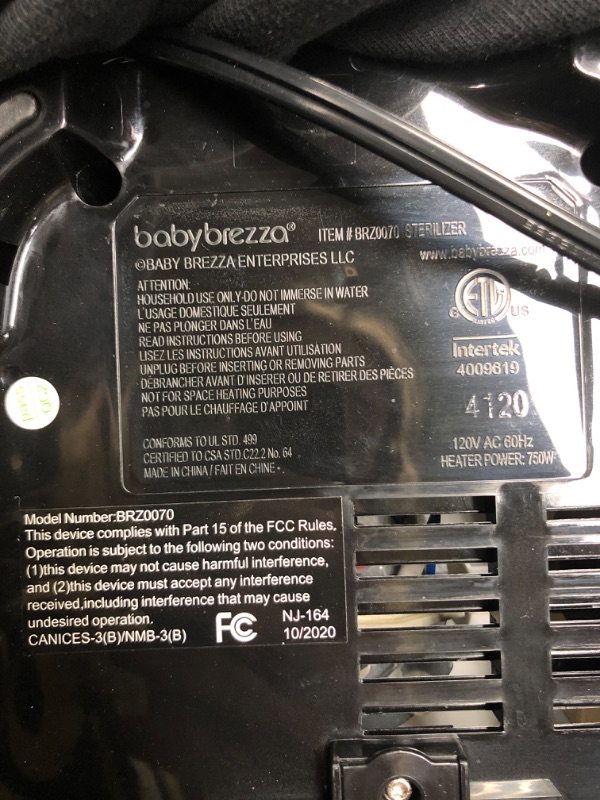 babybrezza® ITEM # BRZ0070 STERILIZER
©BABY BREZZA ENTERPRISES LLC
www.babybrezza.com
ATTENTION:
HOUSEHOLD USE ONLY-DO NOT IMMERSE IN WATER
L'USAGE DOMESTIQUE SEULEMENT
NE PAS PLONGER DANS L'EAU
READ INSTRUCTIONS BEFORE USING
LISEZ LES INSTRUCTIONS AVANT UTILISATION
UNPLUG BEFORE INSERTING OR REMOVING PARTS
DÉBRANCHER AVANT D'INSÉRER OU DE RETIRER DES PIÈCES
NOT FOR SPACE HEATING PURPOSES
PAS POUR LE CHAUFFAGE D'APPOINT
CONFORMS TO UL STD. 499
CERTIFIED TO CSA STD.C22.2 No. 64
MADE IN CHINA / FAIT EN CHINE
C ETL US
LISTED
Intertek
4009619
4120
120V AC 60Hz
HEATER POWER: 750W
Model Number:BRZ0070
This device complies with Part 15 of the FCC Rules.
Operation is subject to the following two conditions:
(1)this device may not cause harmful interference,
and (2)this device must accept any interference
received,including interference that may cause
undesired operation.
CANICES-3(B)/NMB-3(B)
FC
NJ-164
10/2020